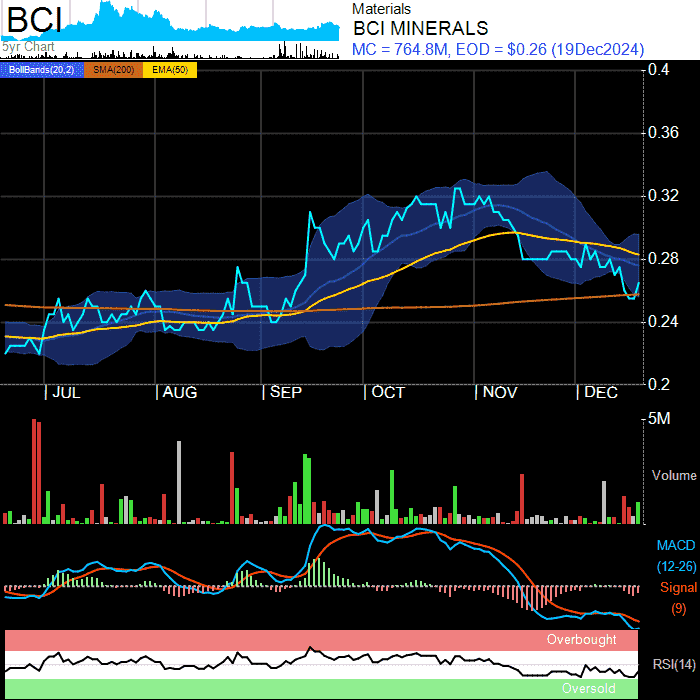 BCI
5yr Chart
Materials
BCI MINERALS
MC = 764.8M, EOD = $0.26 (19Dec2024)
BollBands(20,2) SMA(200) EMA(50)
0.4
0.36
0.32
0.28
0.24
0.2
JUL AUG SEP OCT NOV DEC
5M
Volume
MACD
(12-26)
Signal
(9)
Overbought
RSI(14)
Oversold